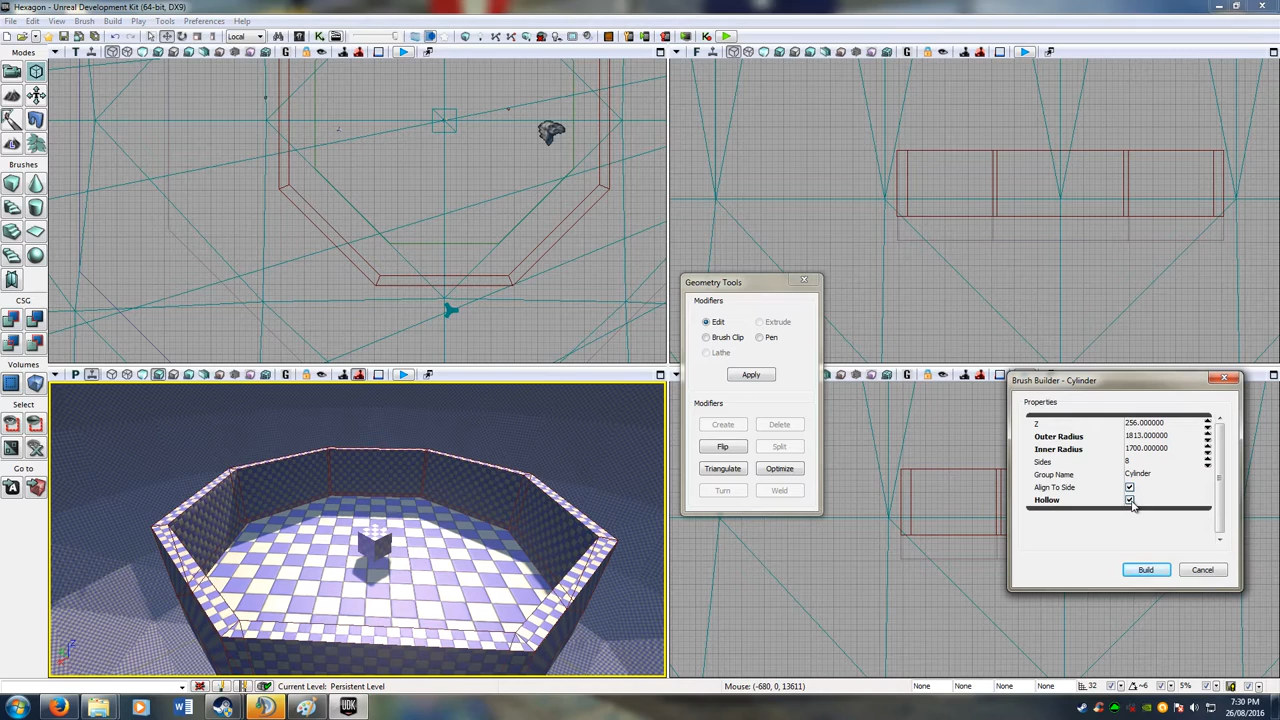 Hexagon - Unreal Development Kit (64-bit, DX9)
File Edit View Brush Build Play Tools Preferences Help
Local
Modes
T G
F G
Brushes
CSG
Volumes
Select
Go to
P G
Geometry Tools
Modifiers
Edit Extrude
Brush Clip Pen
Lathe
Apply
Modifiers
Create Delete
Flip Split
Triangulate Optimize
Turn Weld
Brush Builder - Cylinder
Properties
Z 256.000000
Outer Radius 1813.000000
Inner Radius 1700.000000
Sides 8
Group Name Cylinder
Align To Side
Hollow
Build Cancel
Current Level: Persistent Level
Mouse: (-680, 0, 13611)
None None None None
32 ~6 5%
UDK
7:30 PM
26/08/2016